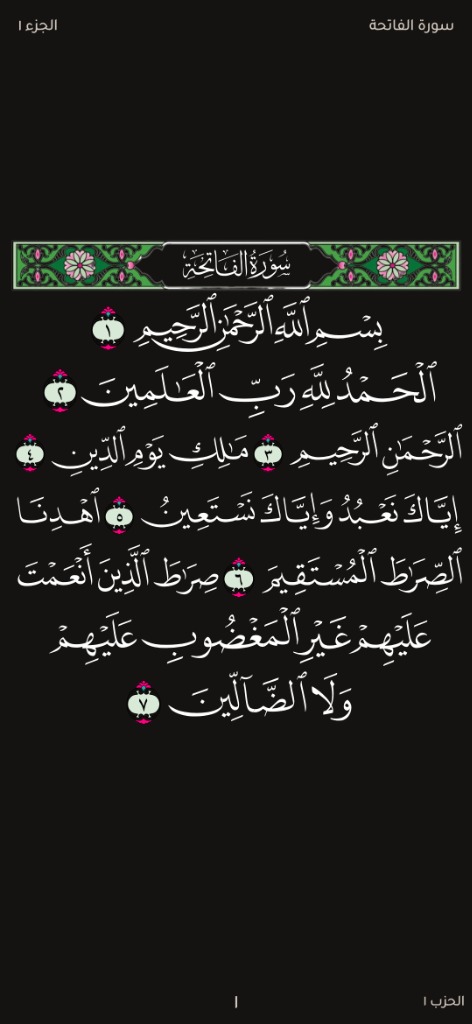 سورة الفاتحة
الجزء ١
سُورَةُ الفَاتِحَةِ
بِسْمِ ٱللَّهِ ٱلرَّحْمَٰنِ ٱلرَّحِيمِ ١
ٱلْحَمْدُ لِلَّهِ رَبِّ ٱلْعَٰلَمِينَ ٢
ٱلرَّحْمَٰنِ ٱلرَّحِيمِ ٣ مَٰلِكِ يَوْمِ ٱلدِّينِ ٤
إِيَّاكَ نَعْبُدُ وَإِيَّاكَ نَسْتَعِينُ ٥ ٱهْدِنَا
ٱلصِّرَٰطَ ٱلْمُسْتَقِيمَ ٦ صِرَٰطَ ٱلَّذِينَ أَنْعَمْتَ
عَلَيْهِمْ غَيْرِ ٱلْمَغْضُوبِ عَلَيْهِمْ
وَلَا ٱلضَّآلِّينَ ٧
الحزب ١
١